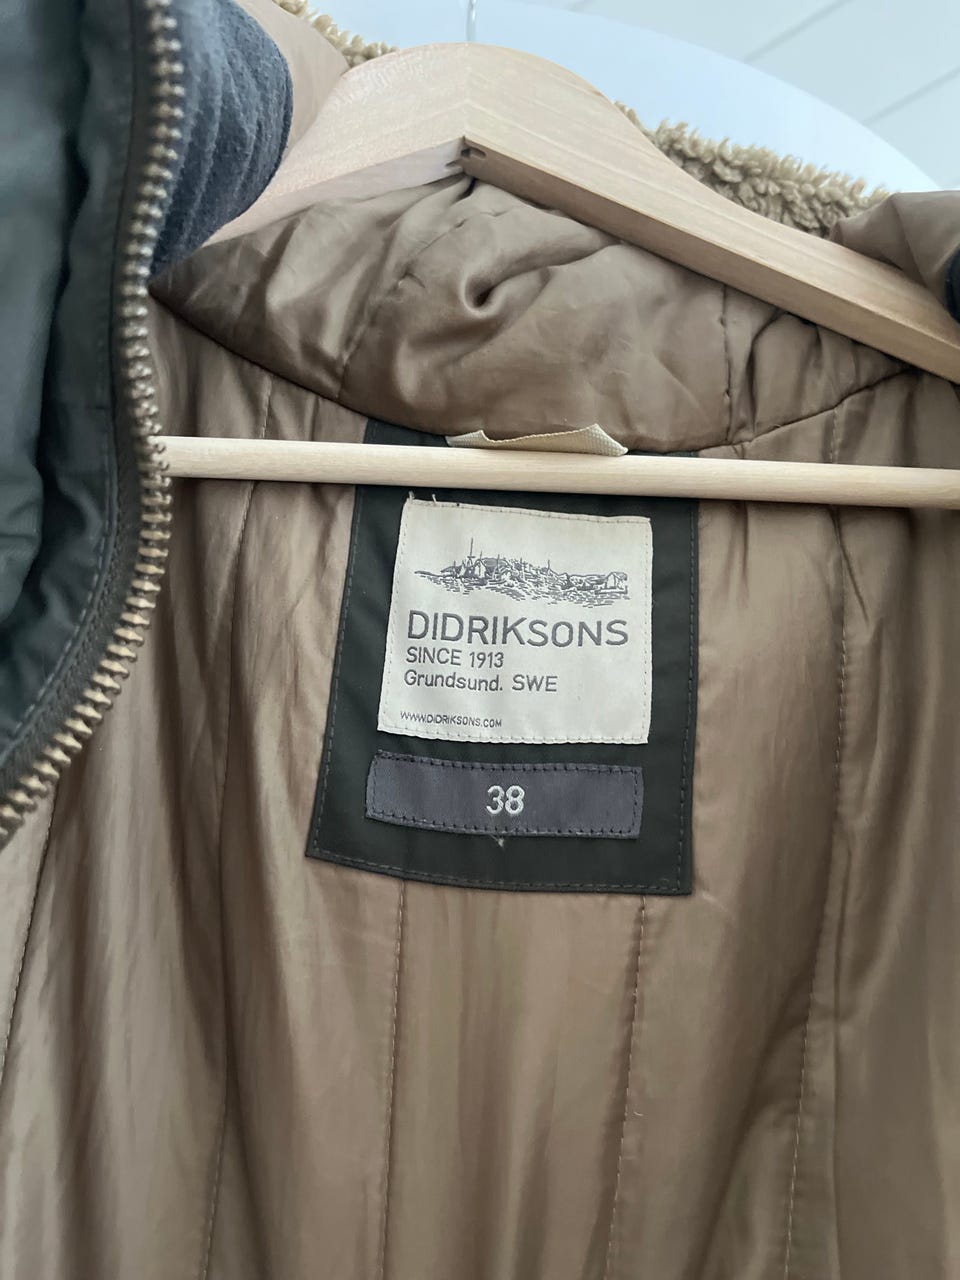 DIDRIKSONS
SINCE 1913
Grundsund. SWE
WWW.DIDRIKSONS.COM
38